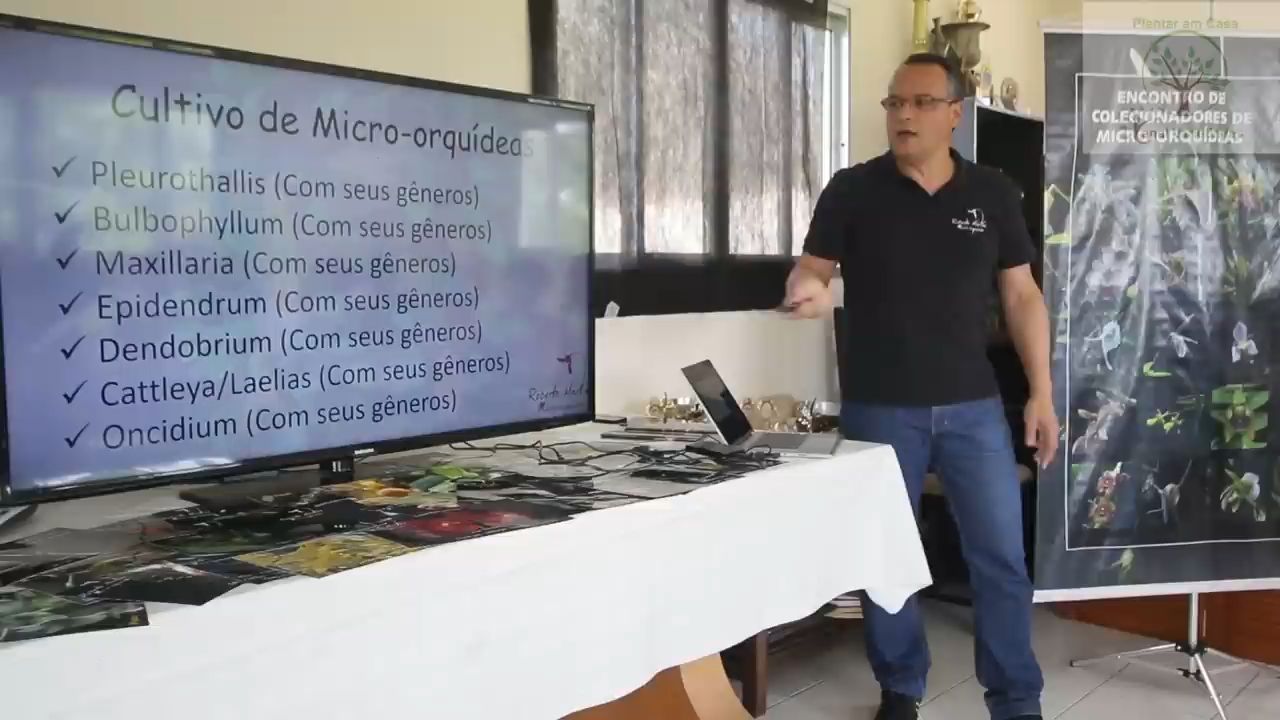 Cultivo de Micro-orquídeas
✓ Pleurothallis (Com seus gêneros)
✓ Bulbophyllum (Com seus gêneros)
✓ Maxillaria (Com seus gêneros)
✓ Epidendrum (Com seus gêneros)
✓ Dendobrium (Com seus gêneros)
✓ Cattleya/Laelias (Com seus gêneros)
✓ Oncidium (Com seus gêneros)
Roberto
Plentar em Casa
ENCONTRO DE
COLECIONADORES DE
MICRO-ORQUÍDEAS